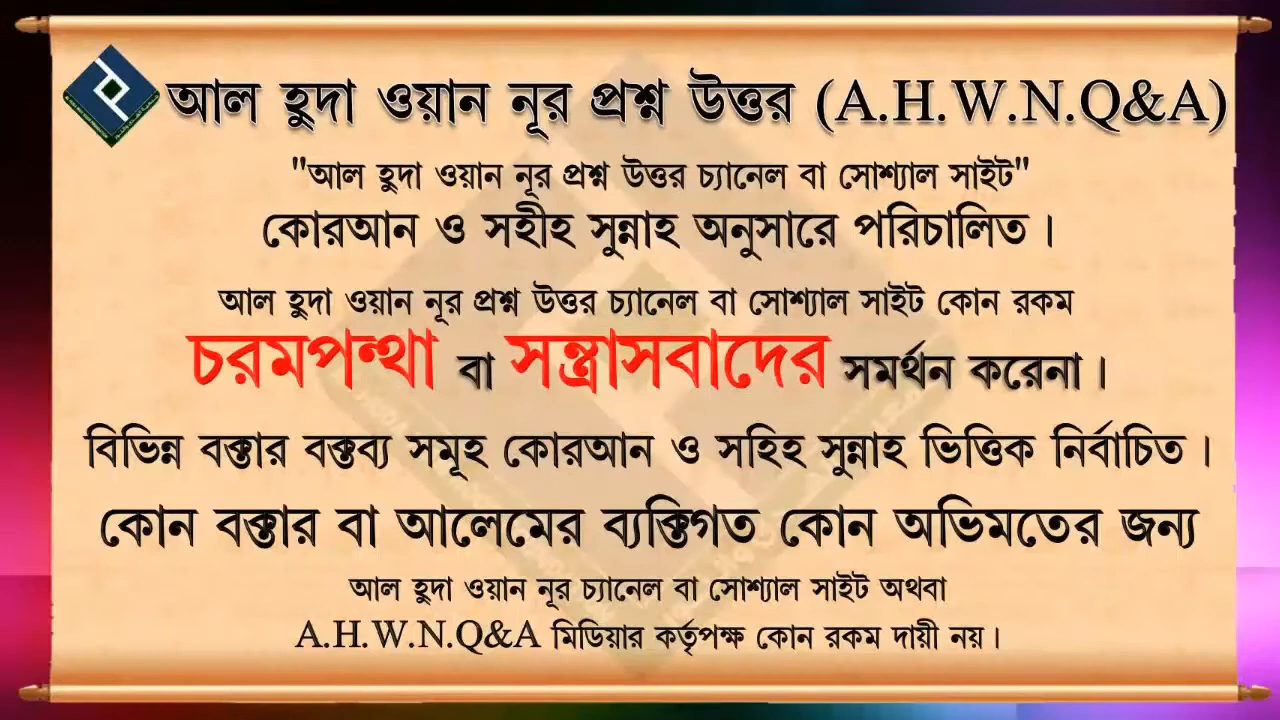 আল হুদা ওয়ান নূর প্রশ্ন উত্তর (A.H.W.N.Q&A)
"আল হুদা ওয়ান নূর প্রশ্ন উত্তর চ্যানেল বা সোশ্যাল সাইট"
কোরআন ও সহীহ সুন্নাহ অনুসারে পরিচালিত ।
আল হুদা ওয়ান নূর প্রশ্ন উত্তর চ্যানেল বা সোশ্যাল সাইট কোন রকম
চরমপন্থা বা সন্ত্রাসবাদের সমর্থন করেনা ।
বিভিন্ন বক্তার বক্তব্য সমূহ কোরআন ও সহিহ সুন্নাহ ভিত্তিক নির্বাচিত ।
কোন বক্তার বা আলেমের ব্যক্তিগত কোন অভিমতের জন্য
আল হুদা ওয়ান নূর চ্যানেল বা সোশ্যাল সাইট অথবা
A.H.W.N.Q&A মিডিয়ার কর্তৃপক্ষ কোন রকম দায়ী নয় ।